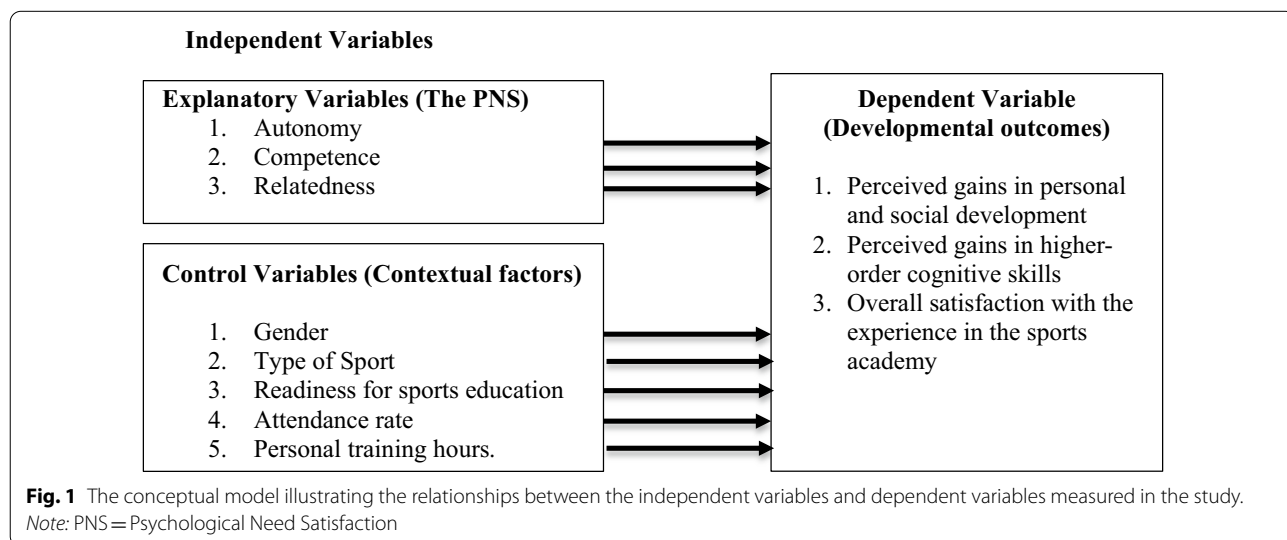 Independent Variables
Explanatory Variables (The PNS)
1. Autonomy
2. Competence
3. Relatedness
Control Variables (Contextual factors)
1. Gender
2. Type of Sport
3. Readiness for sports education
4. Attendance rate
5. Personal training hours.
Dependent Variable
(Developmental outcomes)
1. Perceived gains in personal
and social development
2. Perceived gains in higher-
order cognitive skills
3. Overall satisfaction with the
experience in the sports
academy
Fig. 1 The conceptual model illustrating the relationships between the independent variables and dependent variables measured in the study.
Note: PNS = Psychological Need Satisfaction